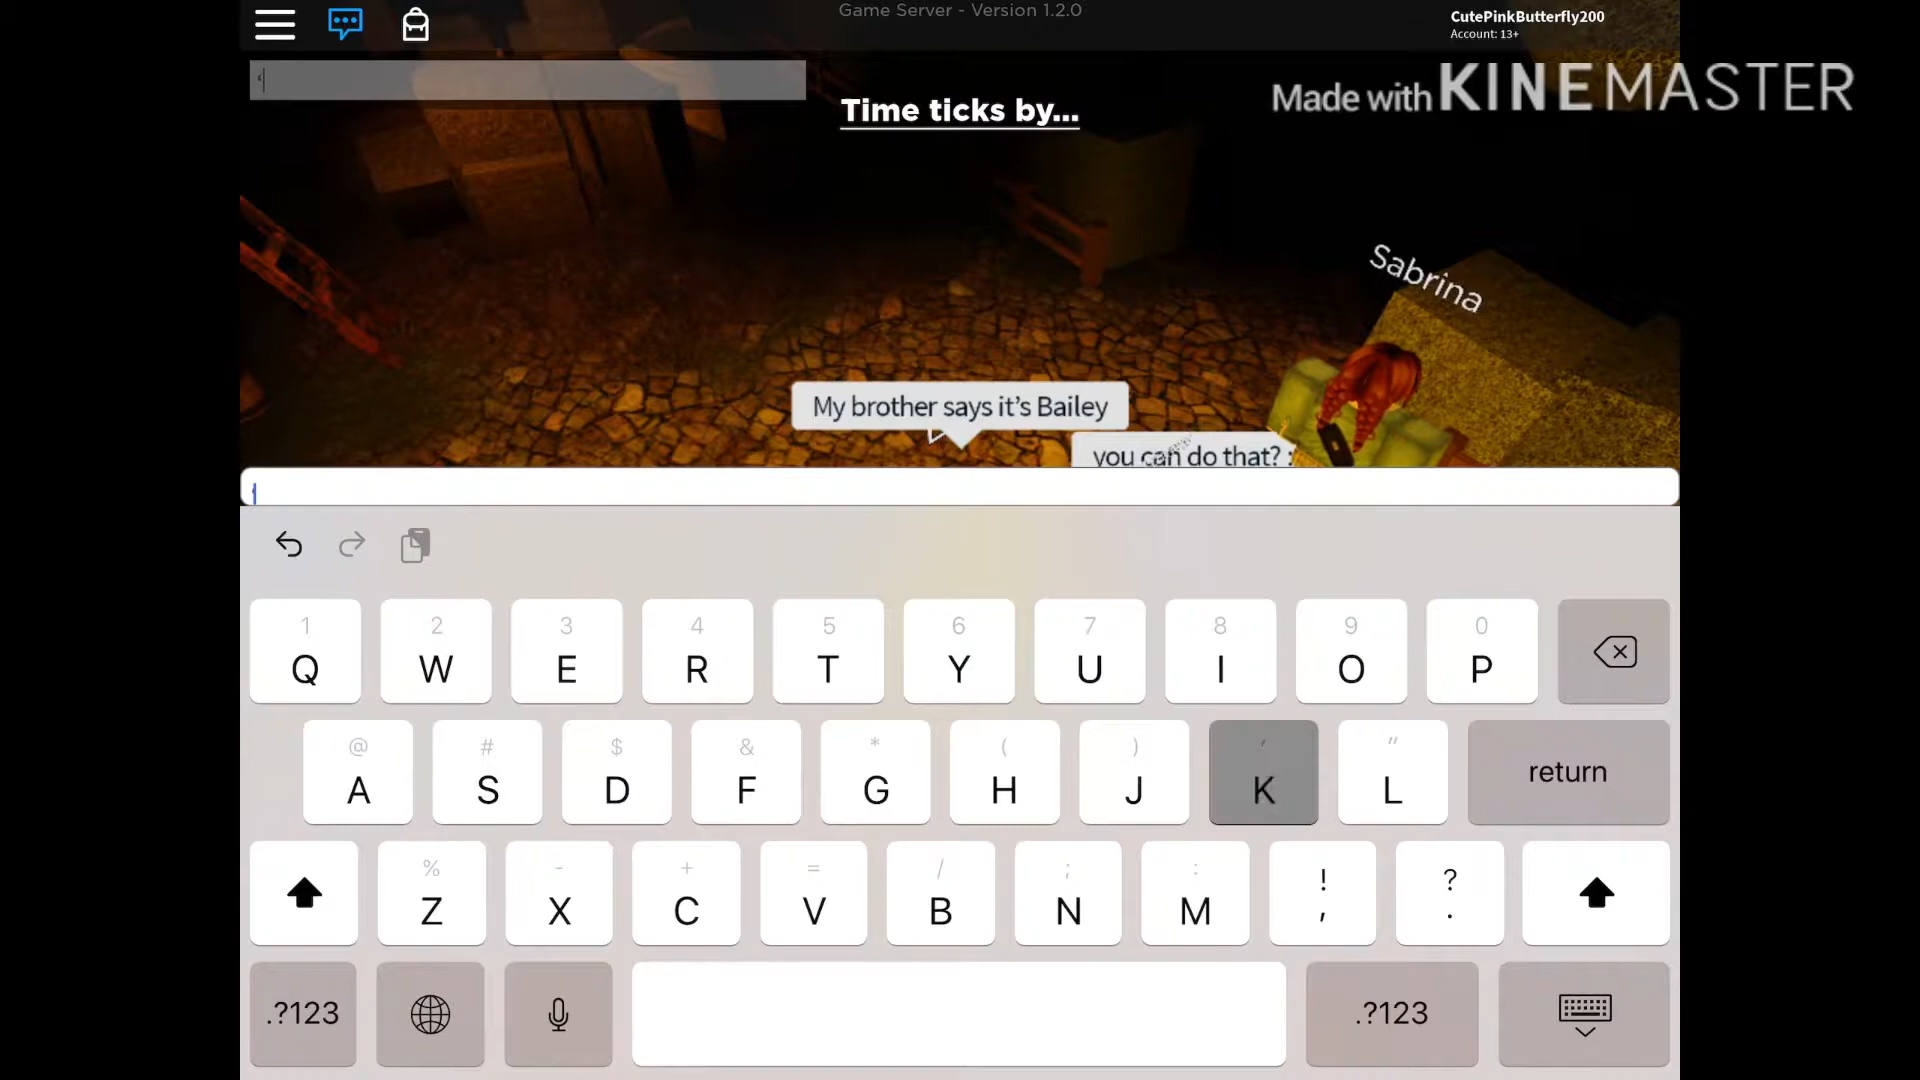 Game Server - Version 1.2.0
CutePinkButterfly200
Account: 13+
Made with KINEMASTER
Time ticks by...
Sabrina
My brother says it's Bailey
you can do that? :
1 2 3 4 5 6 7 8 9 0
Q W E R T Y U I O P
@ # $ & * ( ) ' "
A S D F G H J K L return
% - + = / ; : ! ?
Z X C V B N M , .
.?123 .?123